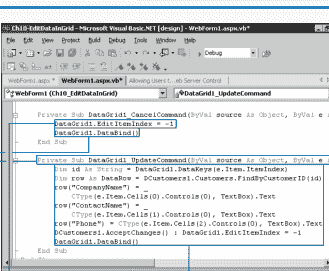 Ch10-EditDataInGrid - Microsoft Visual Basic.NET [design] - WebForm1.aspx.vb*
File Edit View Project Build Debug Tools Window Help
Debug
WebForm1.aspx * WebForm1.aspx.vb* Allowing Users t...eb Server Control
WebForm1 (Ch10_EditDataInGrid) DataGrid1_UpdateCommand
Private Sub DataGrid1_CancelCommand(ByVal source As Object, ByVal e
DataGrid1.EditItemIndex = -1
DataGrid1.DataBind()
End Sub
Private Sub DataGrid1_UpdateCommand(ByVal source As Object, ByVal e
Dim id As String = DataGrid1.DataKeys(e.Item.ItemIndex)
Dim row As DataRow = DCustomers1.Customers.FindByCustomerID(id)
row("CompanyName") = _
CType(e.Item.Cells(0).Controls(0), TextBox).Text
row("ContactName") = _
CType(e.Item.Cells(1).Controls(0), TextBox).Text
row("Phone") = CType(e.Item.Cells(2).Controls(0), TextBox).Text
DCustomers1.AcceptChanges() : DataGrid1.EditItemIndex = -1
DataGrid1.DataBind()
End Sub